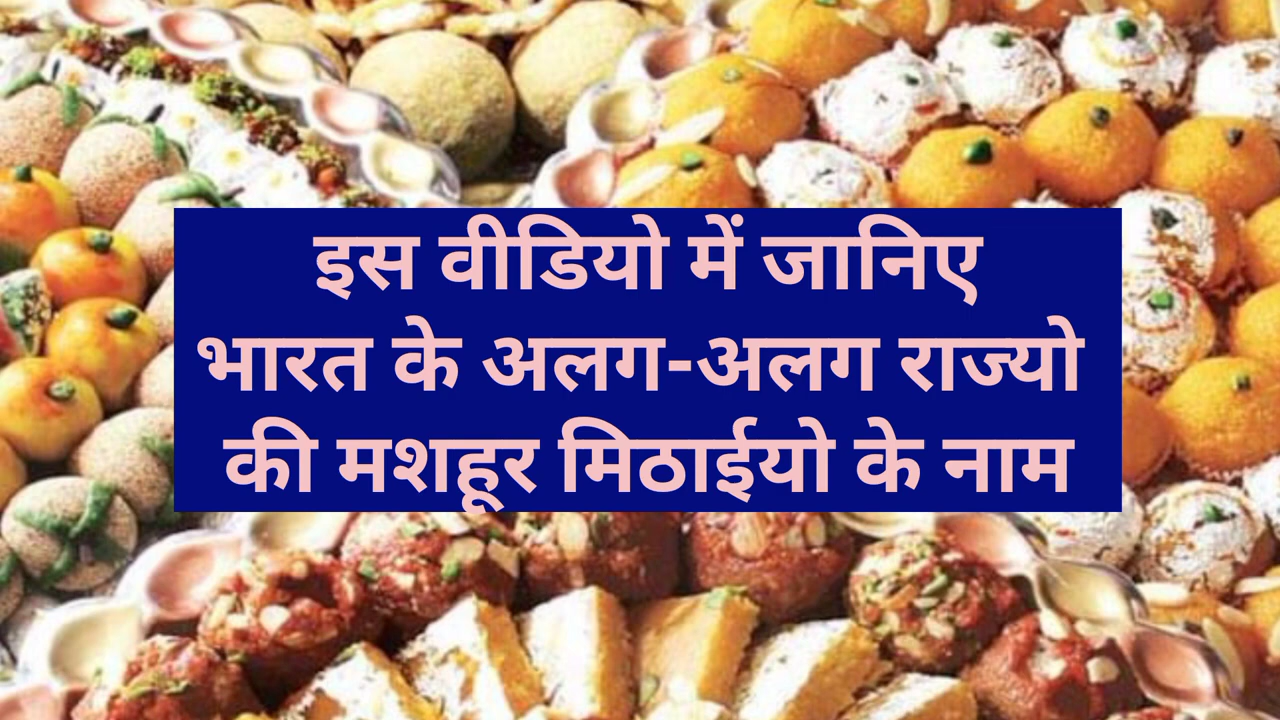 इस वीडियो में जानिए
भारत के अलग-अलग राज्यो
की मशहूर मिठाईयो के नाम